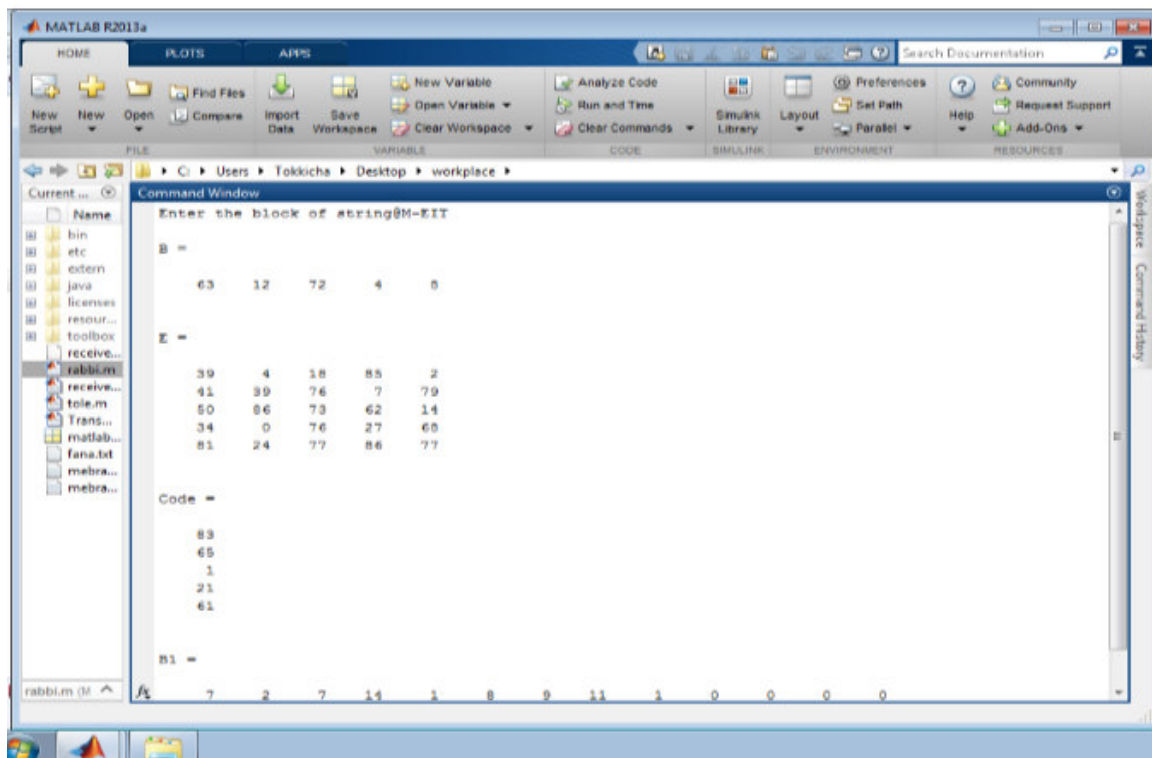 MATLAB R2013a
HOME PLOTS APPS Search Documentation
New Script New Open Find Files Compare Import Data Save Workspace New Variable Open Variable Clear Workspace Analyze Code Run and Time Clear Commands Simulink Library Layout Preferences Set Path Parallel Help Community Request Support Add-Ons
FILE VARIABLE CODE SIMULINK ENVIRONMENT RESOURCES
C: Users Tokkicha Desktop workplace
Current ... Command Window
Name
bin
etc
extern
java
licenses
resour...
toolbox
receive...
rabbi.m
receive...
tole.m
Trans...
matlab...
fana.txt
mebra...
mebra...
rabbi.m (M
Enter the block of string@M-EIT
B =
63 12 72 4 8
E =
39 4 18 85 2
41 39 76 7 79
50 86 73 62 14
34 0 76 27 68
81 24 77 86 77
Code =
83
65
1
21
61
B1 =
fx 7 2 7 14 1 8 9 11 1 0 0 0 0
Workspace
Command History